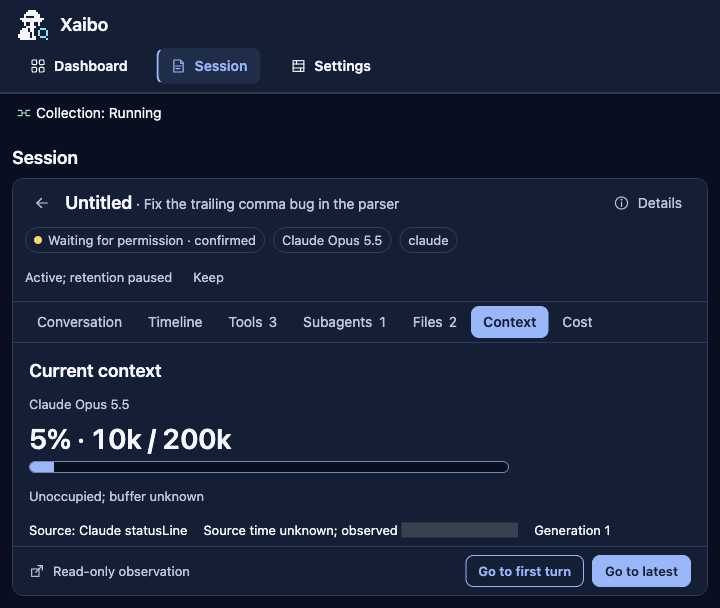 Xaibo
Dashboard Session Settings
Collection: Running
Session
Untitled · Fix the trailing comma bug in the parser Details
Waiting for permission · confirmed Claude Opus 5.5 claude
Active; retention paused Keep
Conversation Timeline Tools 3 Subagents 1 Files 2 Context Cost
Current context
Claude Opus 5.5
5% · 10k / 200k
Unoccupied; buffer unknown
Source: Claude statusLine Source time unknown; observed Generation 1
Read-only observation Go to first turn Go to latest